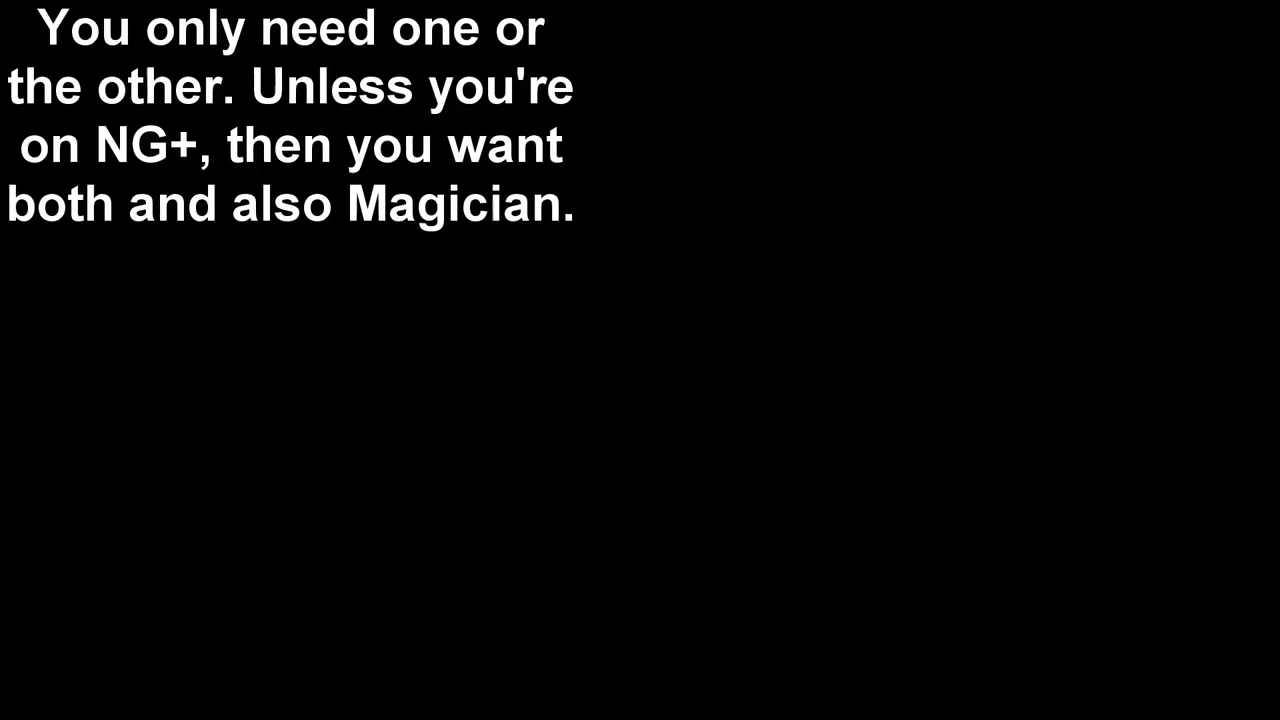 You only need one or
the other. Unless you're
on NG+, then you want
both and also Magician.